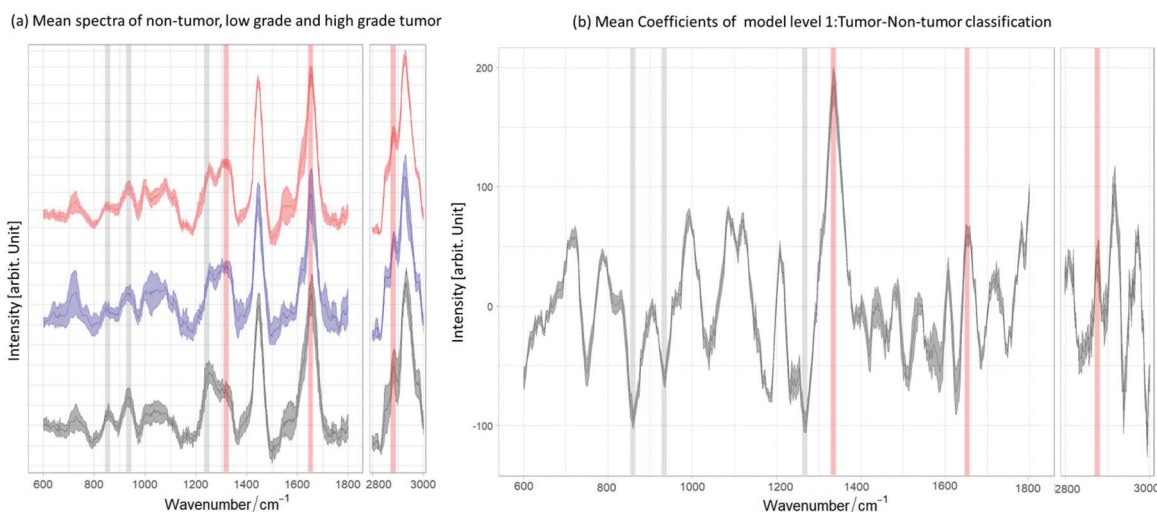 (a) Mean spectra of non-tumor, low grade and high grade tumor
Intensity [arbit. Unit]
600 800 1000 1200 1400 1600 1800 2800 3000
Wavenumber/cm⁻¹
(b) Mean Coefficients of model level 1:Tumor-Non-tumor classification
Intensity [arbit. Unit]
200
100
0
-100
600 800 1000 1200 1400 1600 1800 2800 3000
Wavenumber/cm⁻¹